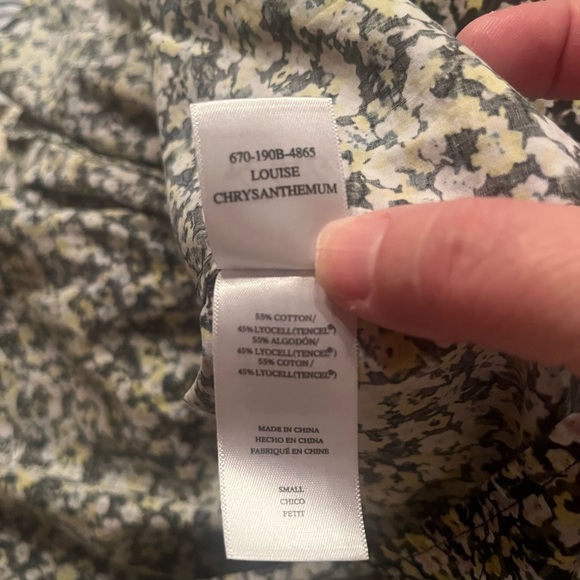 670-190B-4865
LOUISE
CHRYSANTHEMUM
55% COTTON/
45% LYOCELL(TENCEL®)
55% ALGODÓN/
45% LYOCELL(TENCEL®)
55% COTON/
45% LYOCELL(TENCEL®)
MADE IN CHINA
HECHO EN CHINA
FABRIQUÉ EN CHINE
SMALL
CHICO
PETIT